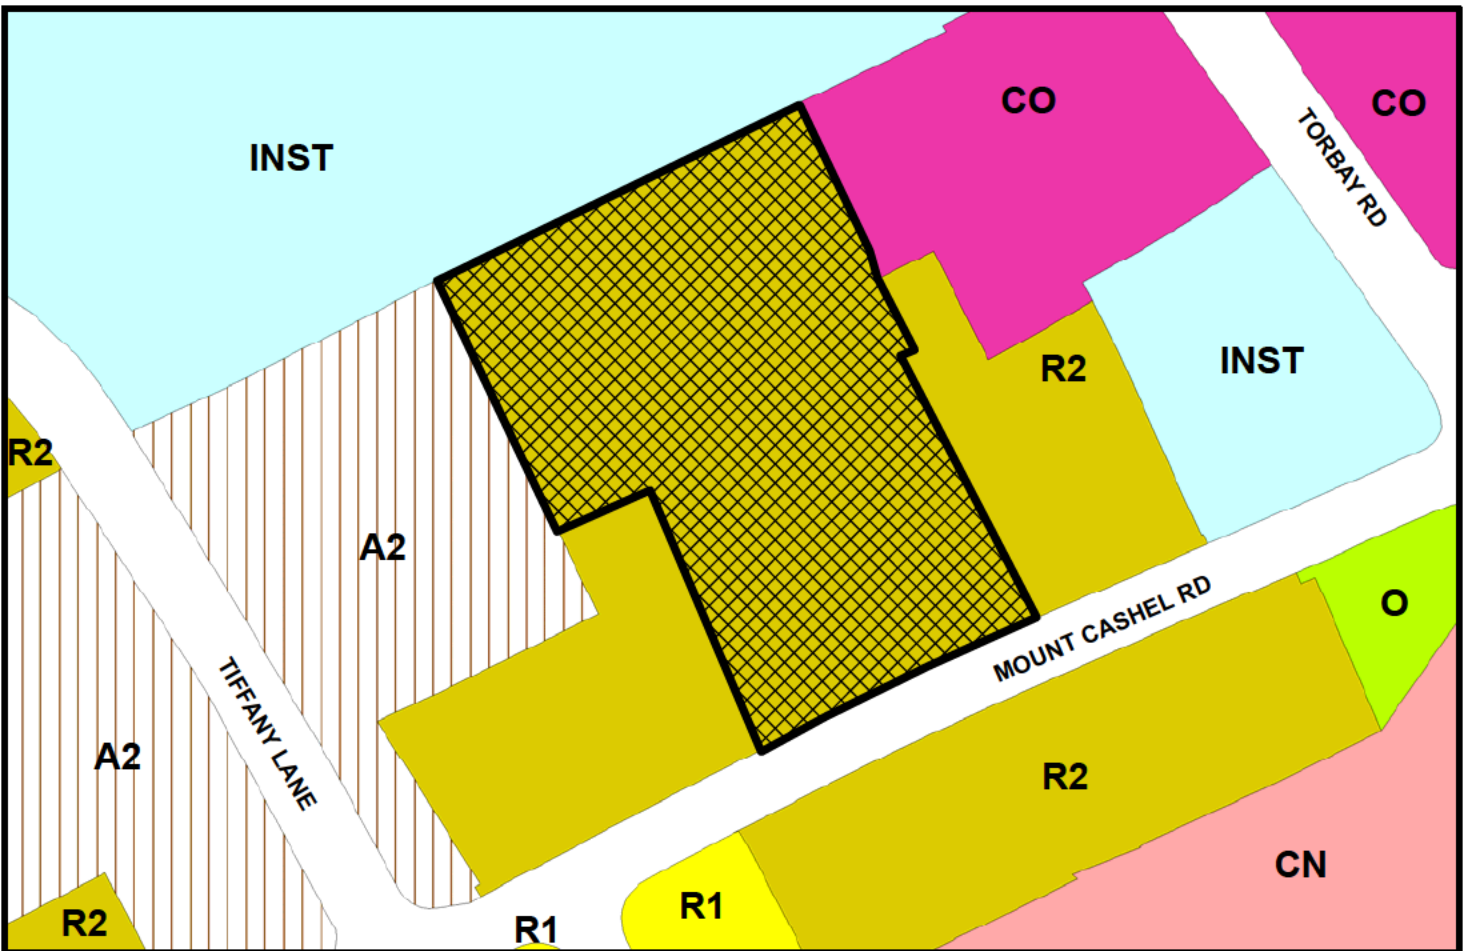 CO
CO
INST
TORBAY RD
INST
R2
R2
A2
MOUNT CASHEL RD
O
TIFFANY LANE
A2
R2
CN
R1
R2
R1